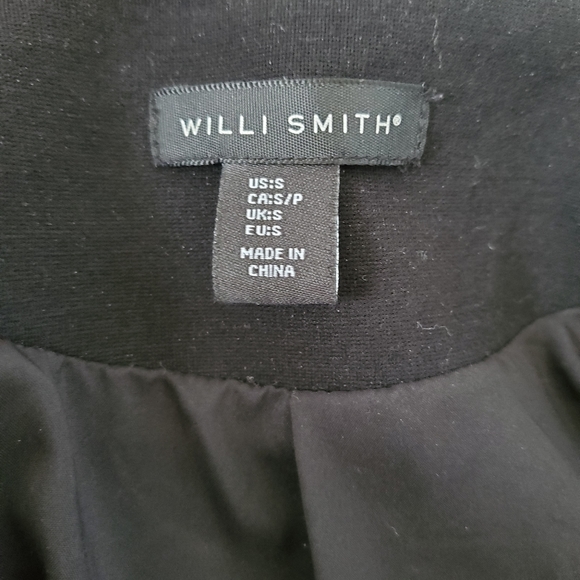 WILLI SMITH®
US:S
CA:S/P
UK:S
EU:S
MADE IN
CHINA